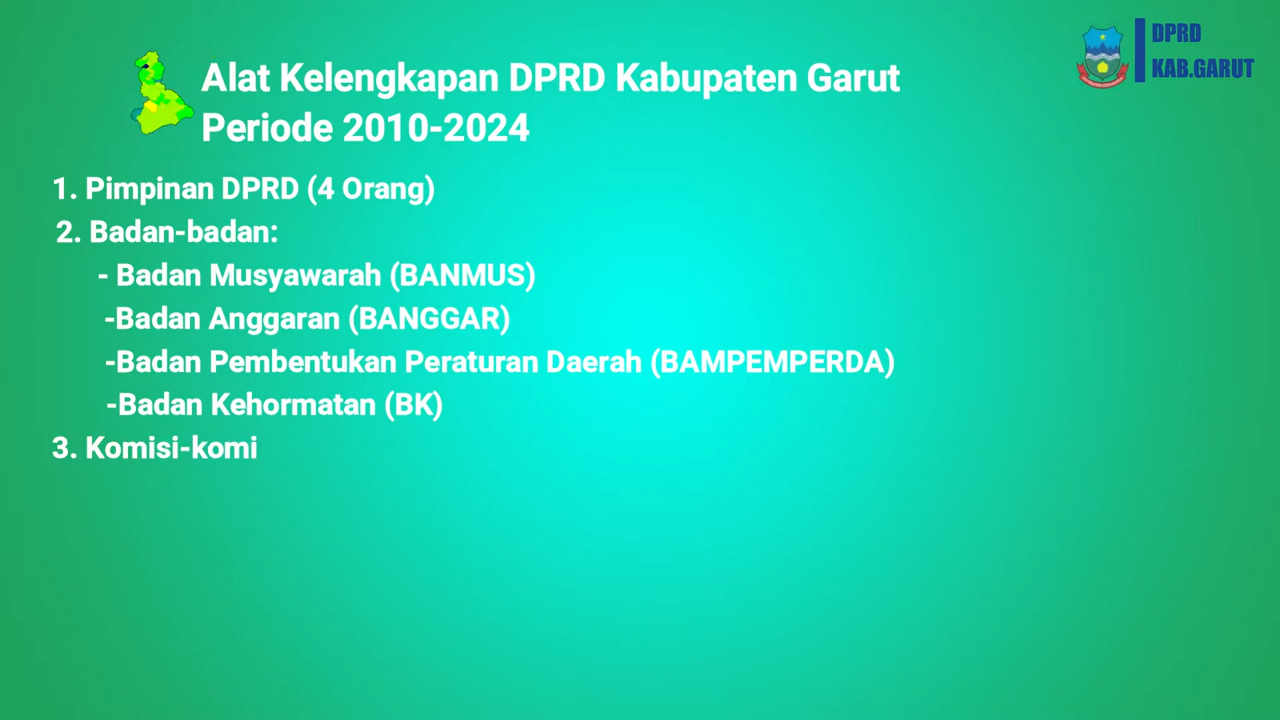 DPRD
KAB.GARUT
Alat Kelengkapan DPRD Kabupaten Garut
Periode 2010-2024
1. Pimpinan DPRD (4 Orang)
2. Badan-badan:
- Badan Musyawarah (BANMUS)
-Badan Anggaran (BANGGAR)
-Badan Pembentukan Peraturan Daerah (BAMPEMPERDA)
-Badan Kehormatan (BK)
3. Komisi-komi